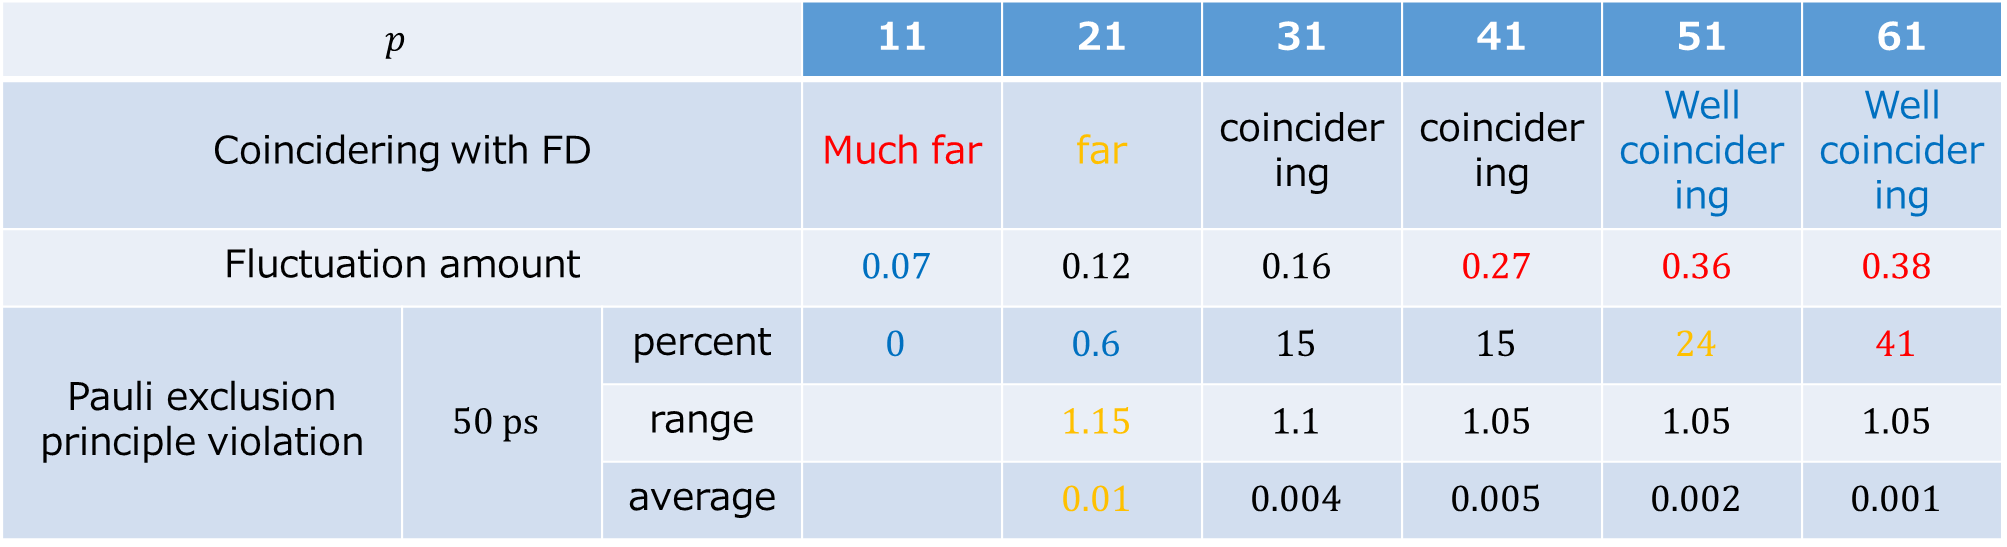 p 11 21 31 41 51 61
Coincidering with FD Much far far coincider coincider Well Well
ing ing coincider coincider
ing ing
Fluctuation amount 0.07 0.12 0.16 0.27 0.36 0.38
Pauli exclusion
principle violation
50 ps
percent 0 0.6 15 15 24 41
range 1.15 1.1 1.05 1.05 1.05
average 0.01 0.004 0.005 0.002 0.001